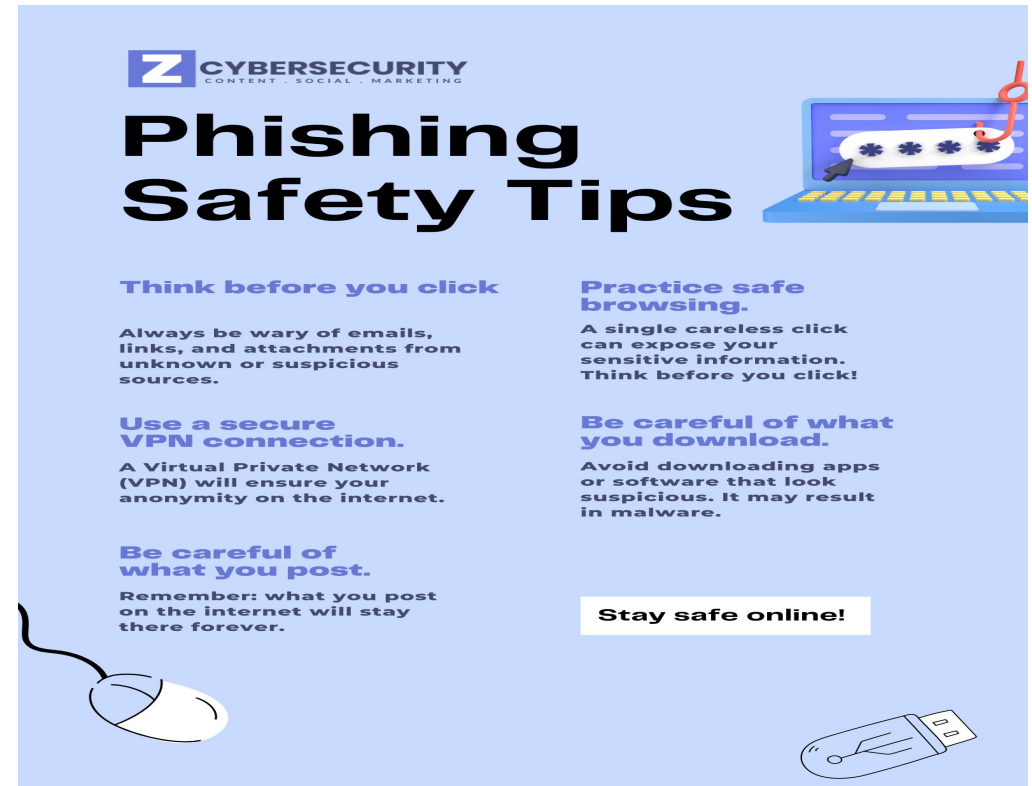 Z CYBERSECURITY
CONTENT . SOCIAL . MARKETING
Phishing
Safety Tips
Think before you click
Always be wary of emails,
links, and attachments from
unknown or suspicious
sources.
Use a secure
VPN connection.
A Virtual Private Network
(VPN) will ensure your
anonymity on the internet.
Be careful of
what you post.
Remember: what you post
on the internet will stay
there forever.
Practice safe
browsing.
A single careless click
can expose your
sensitive information.
Think before you click!
Be careful of what
you download.
Avoid downloading apps
or software that look
suspicious. It may result
in malware.
Stay safe online!